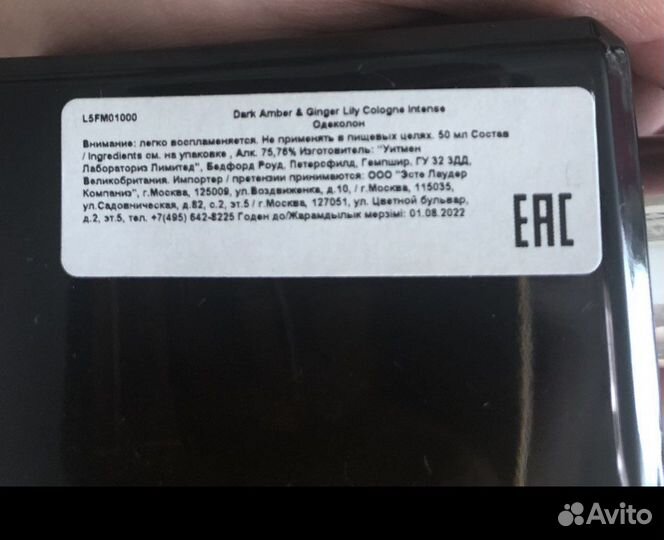 L5FM01000
Dark Amber & Ginger Lily Cologne Intense
Одеколон
Внимание: легко воспламеняется. Не применять в пищевых целях. 50 мл Состав
/ Ingredients см. на упаковке , Алк. 75,76% Изготовитель: "Уитмен
Лабораториз Лимитед", Бедфорд Роуд, Петерсфилд, Гемпшир, ГУ 32 3ДД,
Великобритания. Импортер / претензии принимаются: ООО "Эсте Лаудер
Компаниз", г.Москва, 125009, ул.Воздвиженка, д.10, / г.Москва, 115035,
ул.Садовническая, д.82, с.2, эт.5 / г.Москва, 127051, ул. Цветной бульвар,
д.2, эт.5, тел. +7(495) 642-8225 Годен до/Жарамдылык мерзімі: 01.08.2022
EAC
Avito